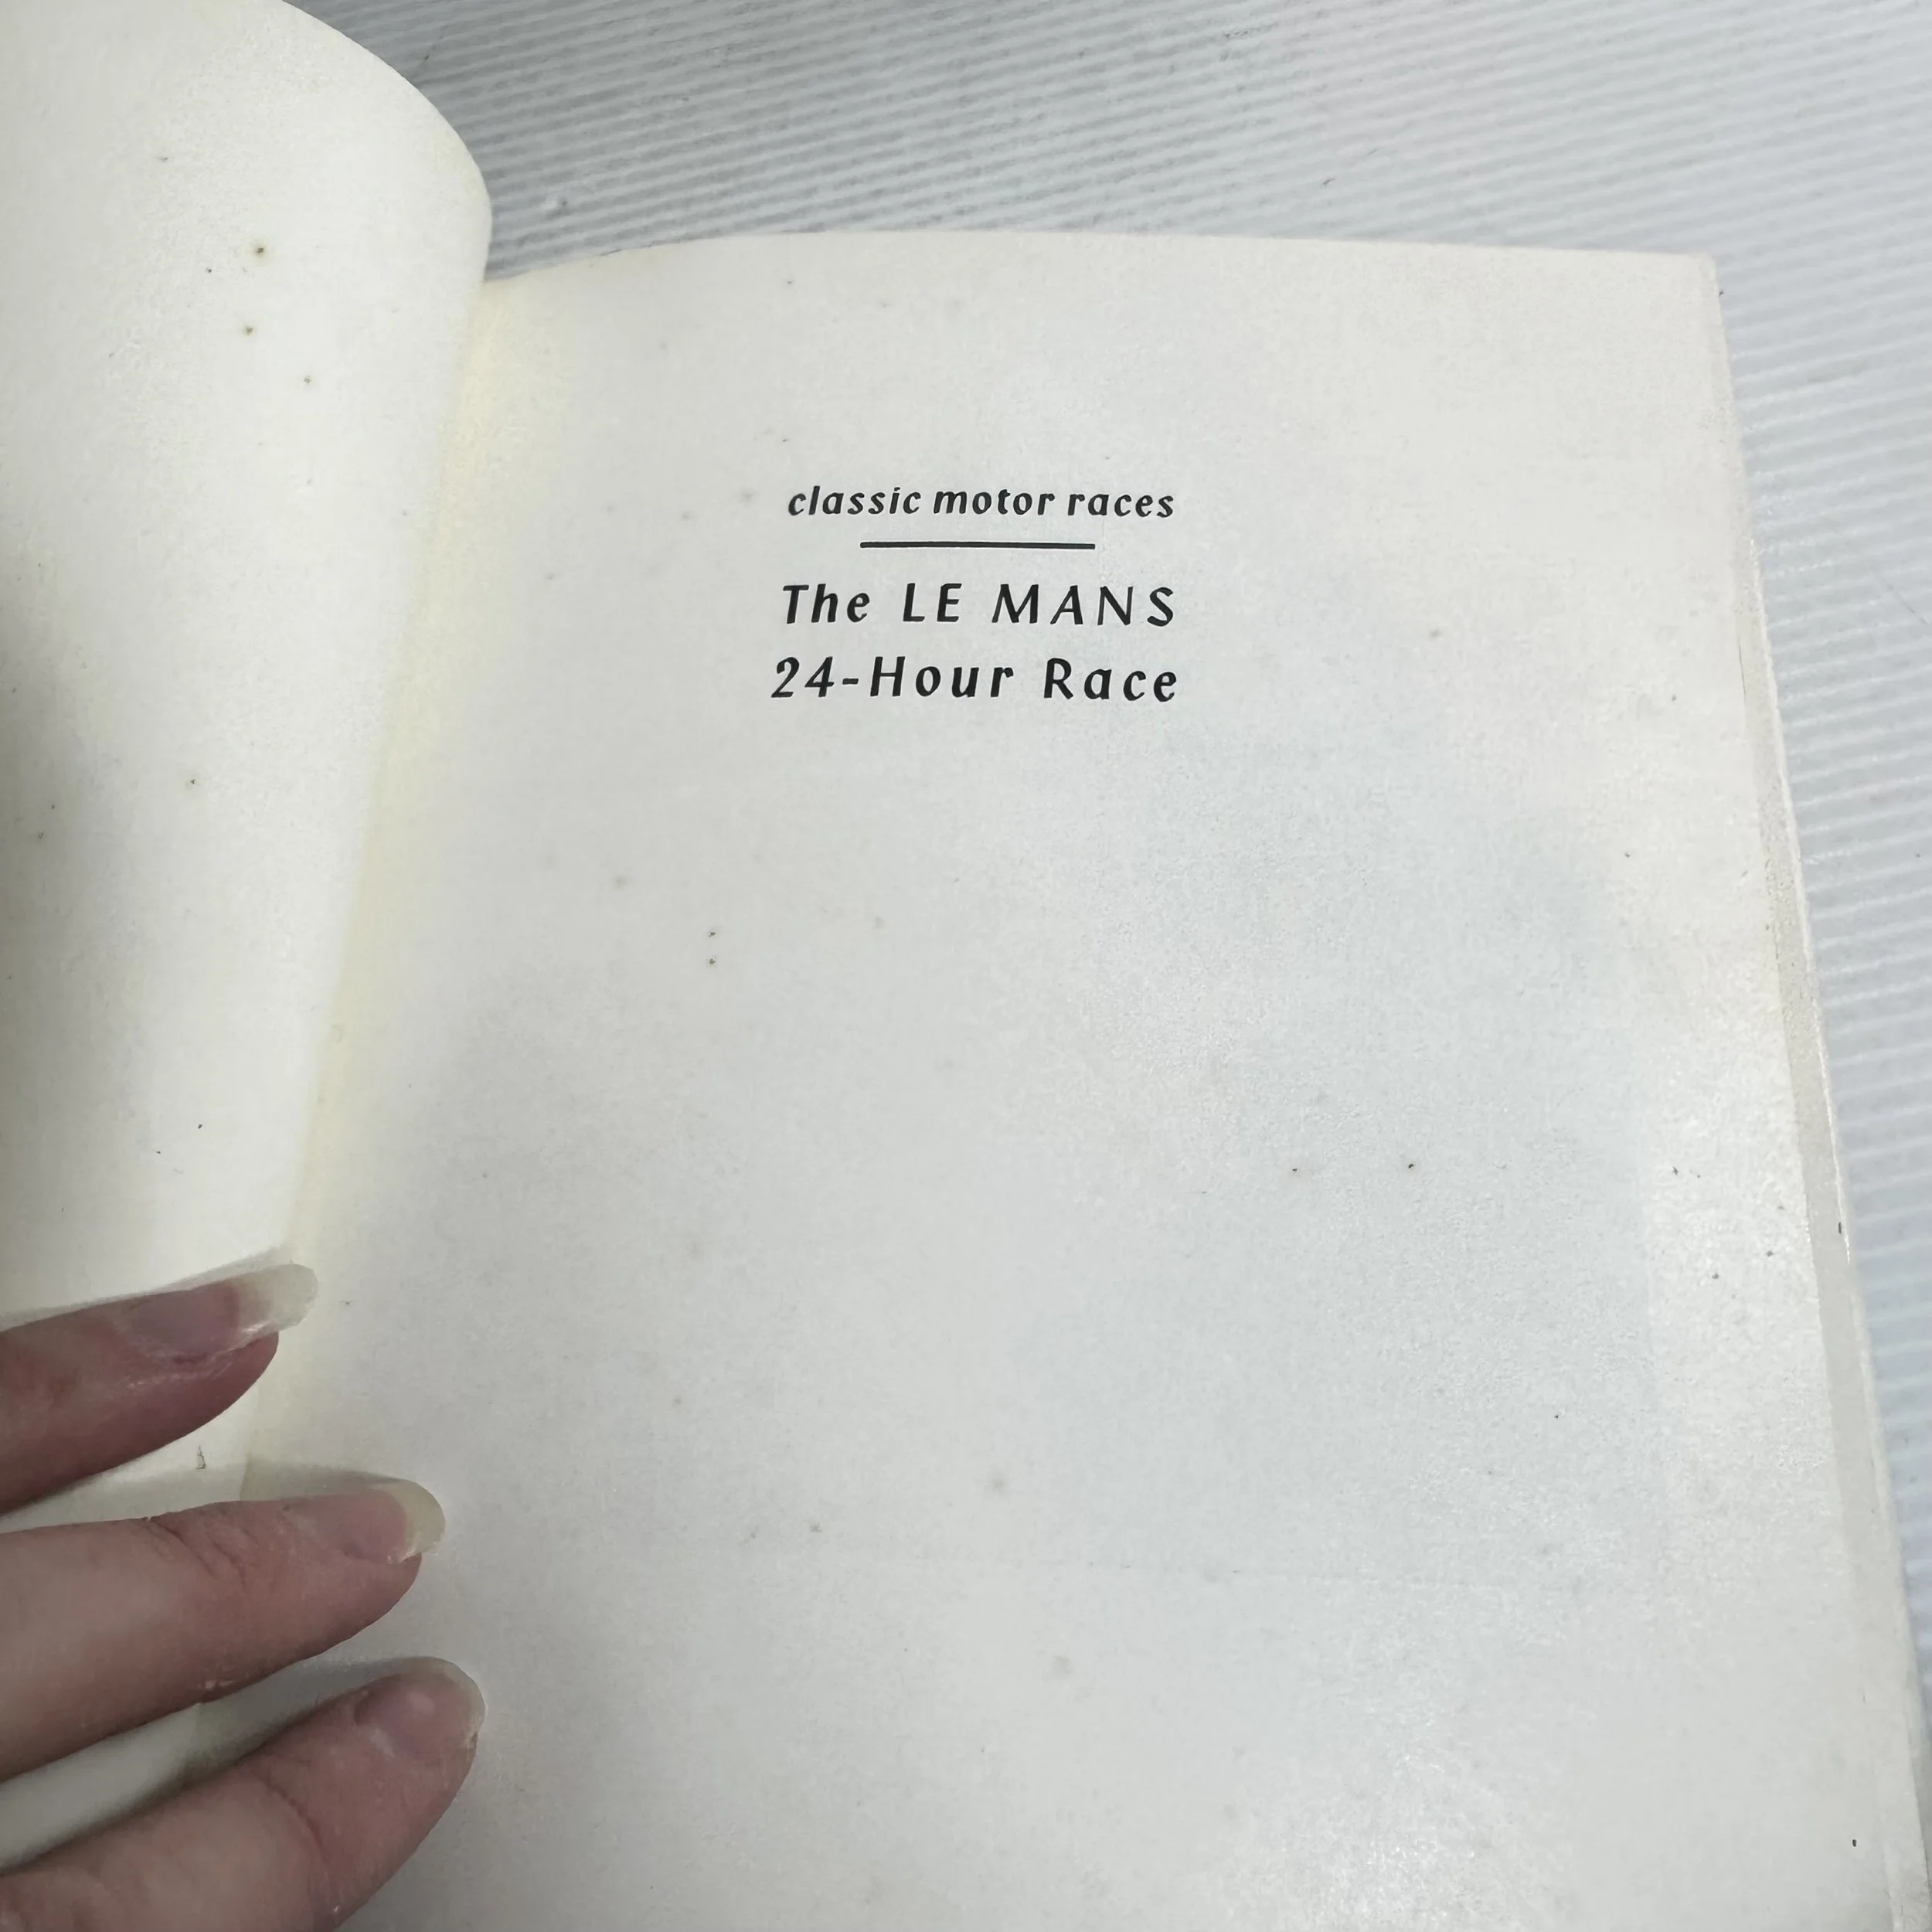 classic motor races
The LE MANS
24-Hour Race